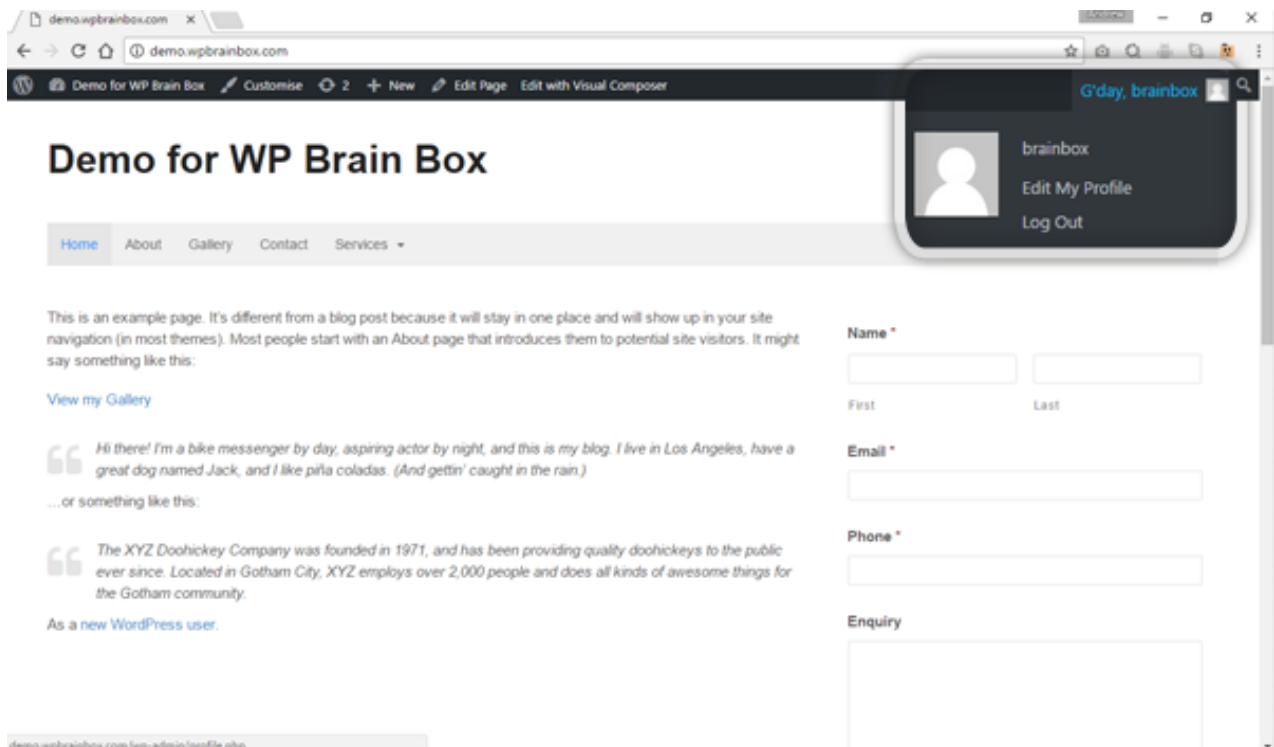 demo.wpbrainbox.com
Andrew
demo.wpbrainbox.com
Demo for WP Brain Box Customise 2 New Edit Page Edit with Visual Composer
G'day, brainbox
brainbox
Edit My Profile
Log Out
Demo for WP Brain Box
Home About Gallery Contact Services
This is an example page. It's different from a blog post because it will stay in one place and will show up in your site
navigation (in most themes). Most people start with an About page that introduces them to potential site visitors. It might
say something like this:
View my Gallery
Hi there! I'm a bike messenger by day, aspiring actor by night, and this is my blog. I live in Los Angeles, have a
great dog named Jack, and I like piña coladas. (And gettin' caught in the rain.)
…or something like this:
The XYZ Doohickey Company was founded in 1971, and has been providing quality doohickeys to the public
ever since. Located in Gotham City, XYZ employs over 2,000 people and does all kinds of awesome things for
the Gotham community.
As a new WordPress user.
Name *
First Last
Email *
Phone *
Enquiry
demo.wpbrainbox.com/wp-admin/profile.php